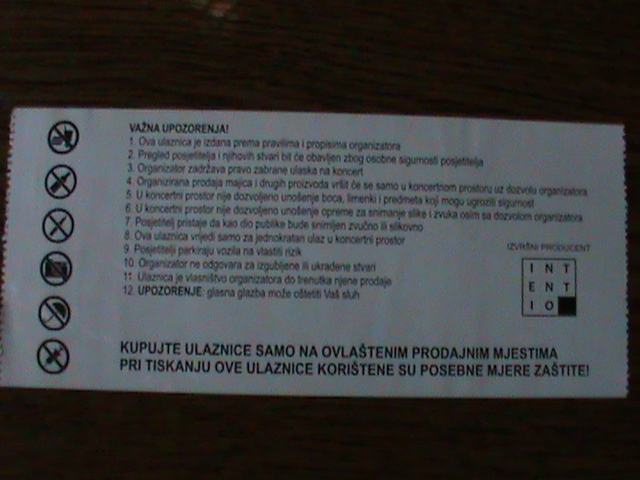 VAŽNA UPOZORENJA!
1. Ova ulaznica je izdana prema pravilima i propisima organizatora
2. Pregled posjetitelja i njihovih stvari bit će obavljen zbog osobne sigurnosti posjetitelja
3. Organizator zadržava pravo zabrane ulaska na koncert
4. Organizirana prodaja majica i drugih proizvoda vršit će se samo u koncertnom prostoru uz dozvolu organizatora
5. U koncertni prostor nije dozvoljeno unošenje boca, limenki i predmeta koji mogu ugroziti sigurnost
6. U koncertni prostor nije dozvoljeno unošenje opreme za snimanje slike i zvuka osim sa dozvolom organizatora
7. Posjetitelj pristaje da kao dio publike bude snimljen zvučno ili slikovno
8. Ova ulaznica vrijedi samo za jednokratan ulaz u koncertni prostor
9. Posjetitelji parkiraju vozila na vlastiti rizik
10. Organizator ne odgovara za izgubljene ili ukradene stvari
11. Ulaznica je vlasništvo organizatora do trenutka njene prodaje
12. UPOZORENJE: glasna glazba može oštetiti Vaš sluh
IZVRŠNI PRODUCENT
I N T
E N T
I O
KUPUJTE ULAZNICE SAMO NA OVLAŠTENIM PRODAJNIM MJESTIMA
PRI TISKANJU OVE ULAZNICE KORIŠTENE SU POSEBNE MJERE ZAŠTITE!